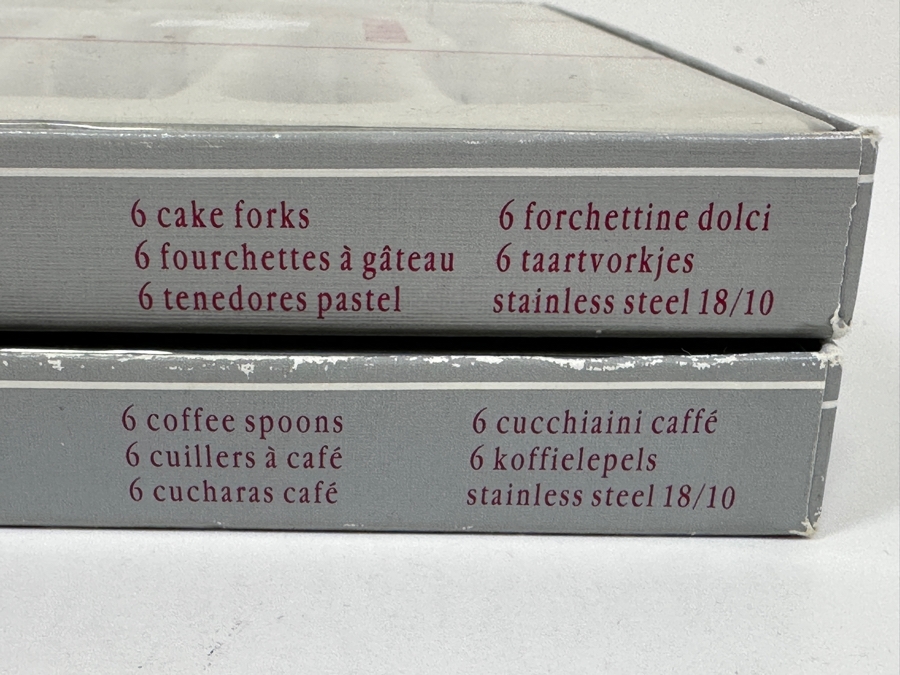 6 cake forks
6 fourchettes à gâteau
6 tenedores pastel
6 forchettine dolci
6 taartvorkjes
stainless steel 18/10
6 coffee spoons
6 cuillers à café
6 cucharas café
6 cucchiaini caffé
6 koffielepels
stainless steel 18/10